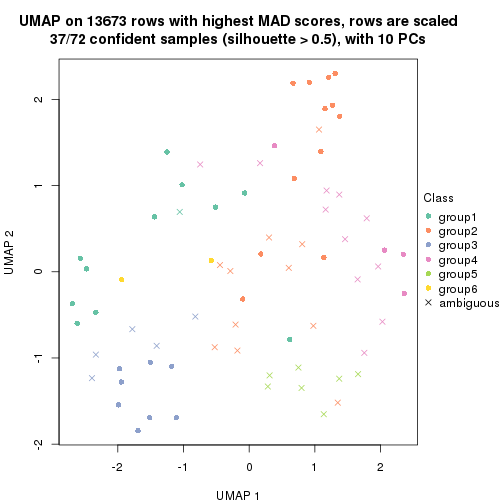 UMAP on 13673 rows with highest MAD scores, rows are scaled
37/72 confident samples (silhouette > 0.5), with 10 PCs
2
1
0
-1
-2
UMAP 2
-2
-1
0
1
2
UMAP 1
Class
group1
group2
group3
group4
group5
group6
ambiguous